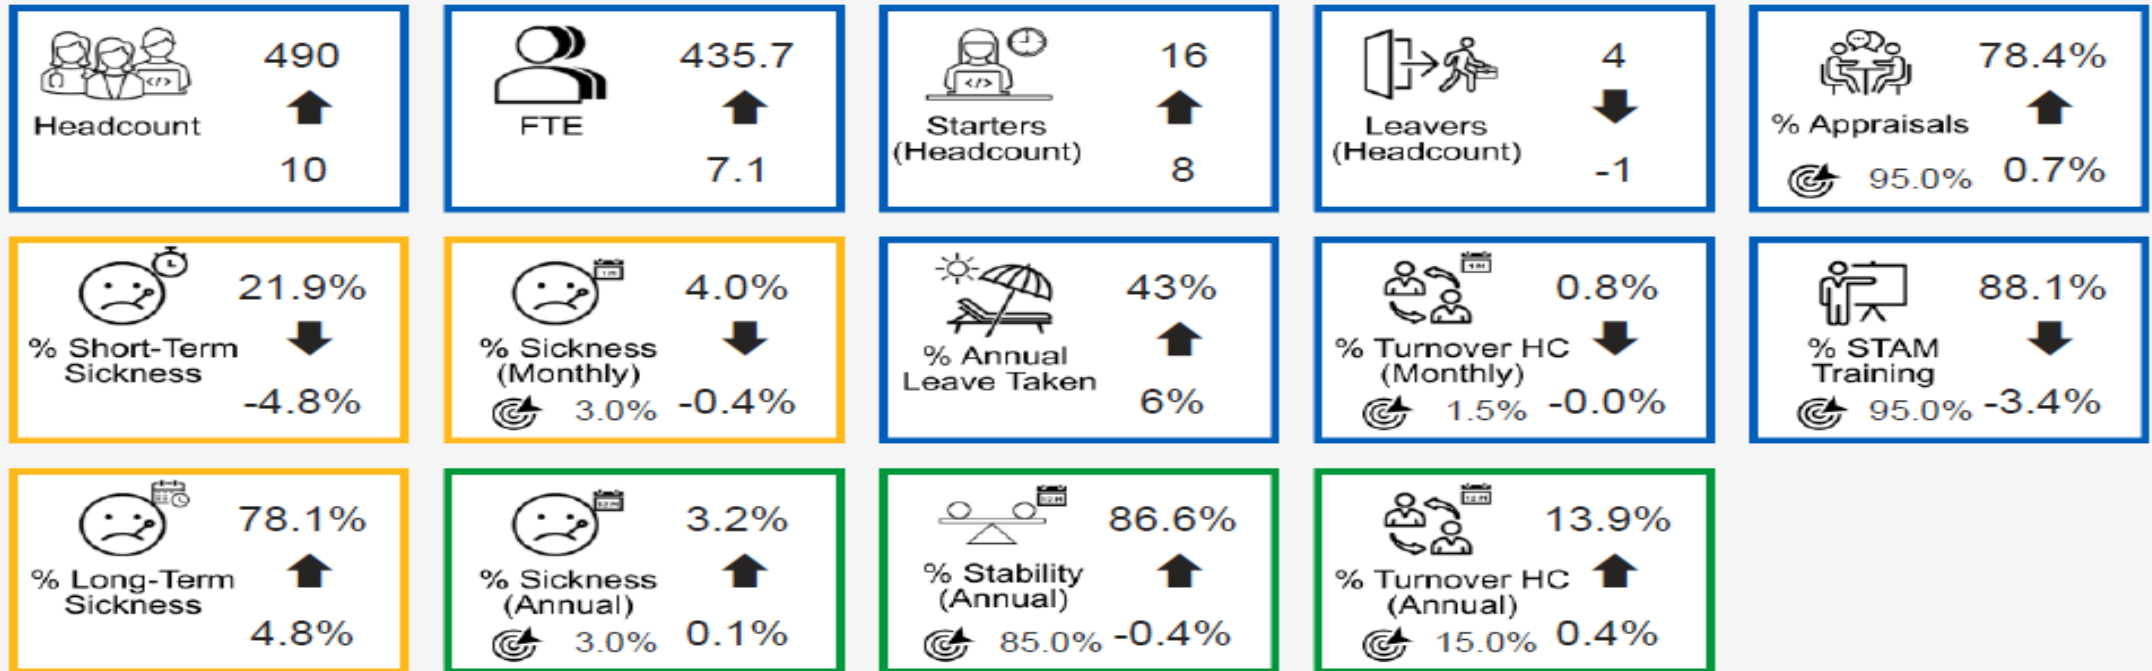 490
Headcount
10
435.7
FTE
7.1
16
Starters
(Headcount)
8
4
Leavers
(Headcount)
-1
78.4%
% Appraisals
95.0% 0.7%
21.9%
% Short-Term
Sickness
-4.8%
4.0%
% Sickness
(Monthly)
3.0% -0.4%
43%
% Annual
Leave Taken
6%
0.8%
% Turnover HC
(Monthly)
1.5% -0.0%
88.1%
% STAM
Training
95.0% -3.4%
78.1%
% Long-Term
Sickness
4.8%
3.2%
% Sickness
(Annual)
3.0% 0.1%
86.6%
% Stability
(Annual)
85.0% -0.4%
13.9%
% Turnover HC
(Annual)
15.0% 0.4%